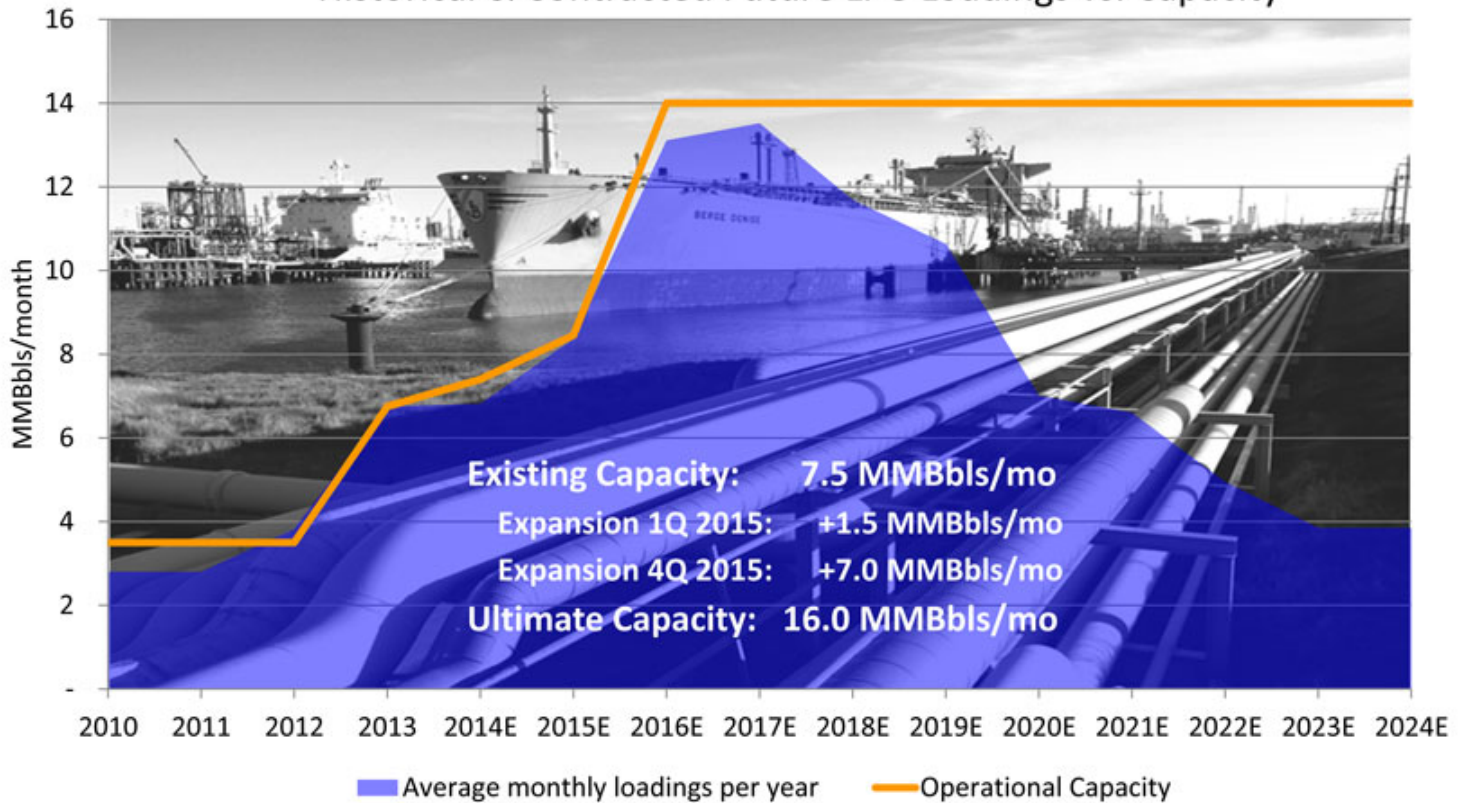 16
14
12
10
8
6
4
2
-
MMBbls/month
BERGE DENISE
Existing Capacity: 7.5 MMBbls/mo
Expansion 1Q 2015: +1.5 MMBbls/mo
Expansion 4Q 2015: +7.0 MMBbls/mo
Ultimate Capacity: 16.0 MMBbls/mo
2010 2011 2012 2013 2014E 2015E 2016E 2017E 2018E 2019E 2020E 2021E 2022E 2023E 2024E
Average monthly loadings per year Operational Capacity